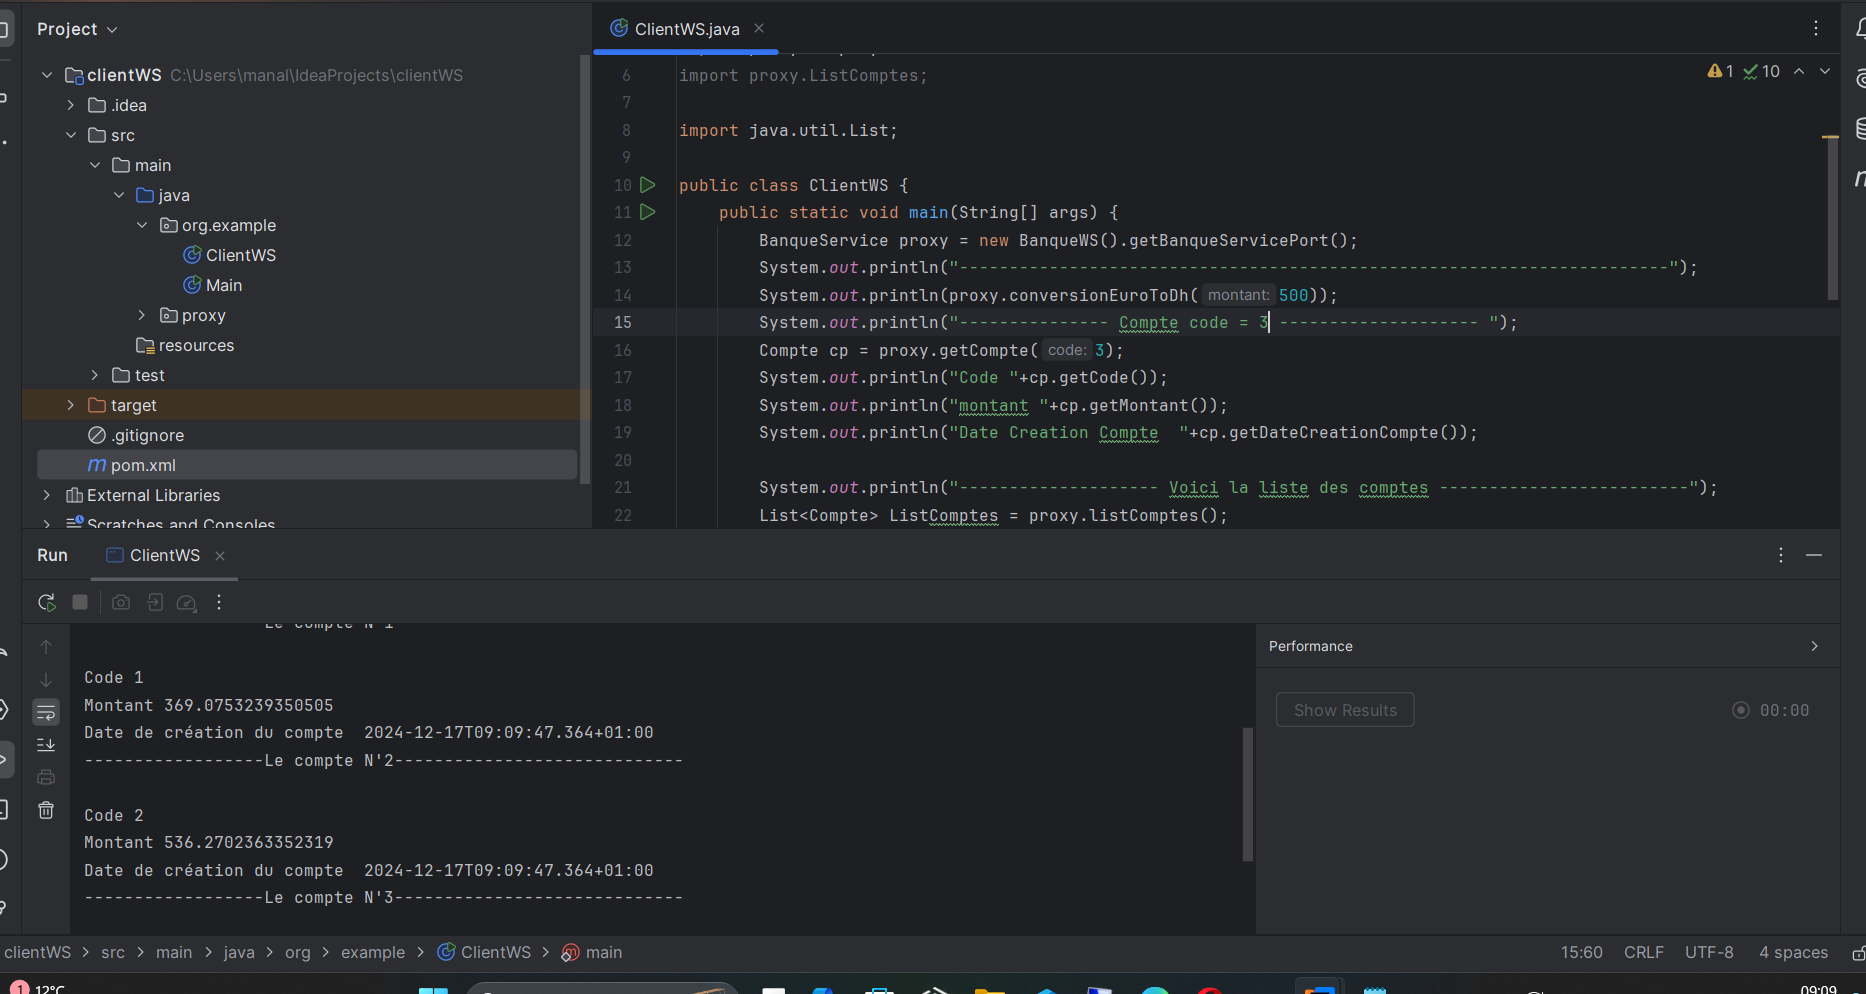 Project
clientWS C:\Users\manal\IdeaProjects\clientWS
.idea
src
main
java
org.example
ClientWS
Main
proxy
resources
test
target
.gitignore
pom.xml
External Libraries
Scratches and Consoles
ClientWS.java
1 10
6 import proxy.ListComptes;
7
8 import java.util.List;
9
10 public class ClientWS {
11 public static void main(String[] args) {
12 BanqueService proxy = new BanqueWS().getBanqueServicePort();
13 System.out.println("-----------------------------------------------------------------------");
14 System.out.println(proxy.conversionEuroToDh( montant: 500));
15 System.out.println("--------------- Compte code = 3 -------------------- ");
16 Compte cp = proxy.getCompte( code: 3);
17 System.out.println("Code "+cp.getCode());
18 System.out.println("montant "+cp.getMontant());
19 System.out.println("Date Creation Compte  "+cp.getDateCreationCompte());
20
21 System.out.println("-------------------- Voici la liste des comptes -------------------------");
22 List<Compte> ListComptes = proxy.listComptes();
Run ClientWS
Le compte N'1
Code 1
Montant 369.0753239350505
Date de création du compte  2024-12-17T09:09:47.364+01:00
------------------Le compte N'2-----------------------------
Code 2
Montant 536.2702363352319
Date de création du compte  2024-12-17T09:09:47.364+01:00
------------------Le compte N'3-----------------------------
Performance
Show Results 00:00
clientWS > src > main > java > org > example > ClientWS > main
15:60 CRLF UTF-8 4 spaces
1 12°C
09:09